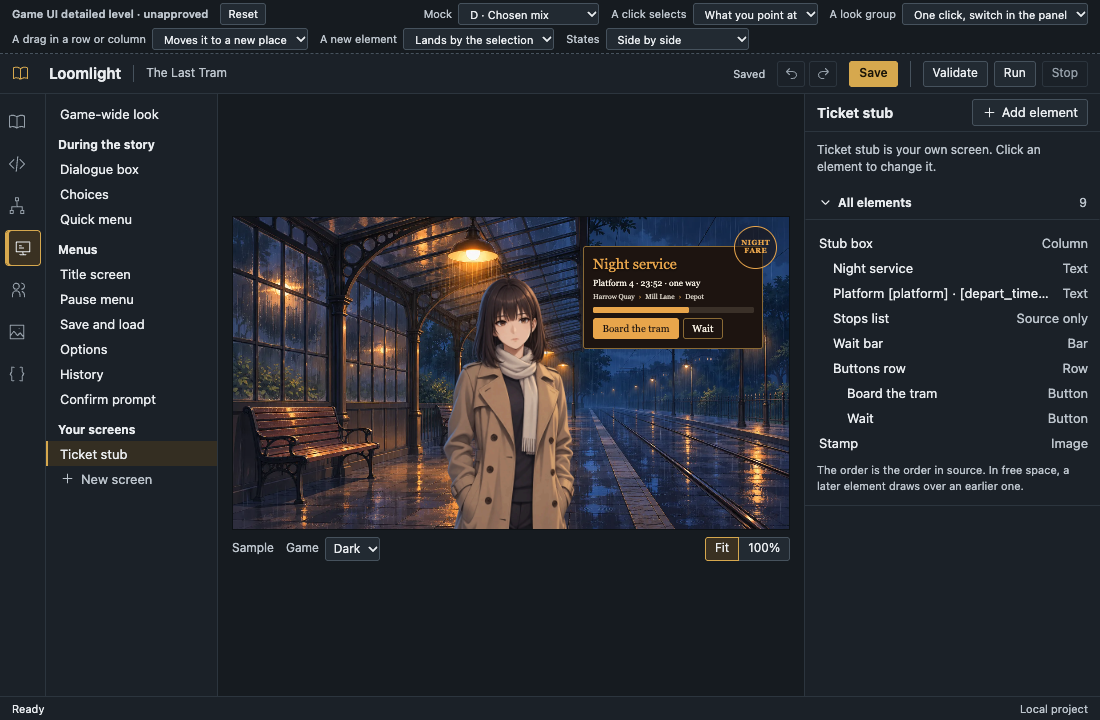 Game UI detailed level · unapproved
Reset
Mock
D · Chosen mix
A click selects
What you point at
A look group
One click, switch in the panel
A drag in a row or column
Moves it to a new place
A new element
Lands by the selection
States
Side by side
Loomlight
The Last Tram
Saved
Save
Validate
Run
Stop
Game-wide look
During the story
Dialogue box
Choices
Quick menu
Menus
Title screen
Pause menu
Save and load
Options
History
Confirm prompt
Your screens
Ticket stub
+ New screen
NIGHT
FARE
Night service
Platform 4 · 23:52 · one way
Harrow Quay › Mill Lane › Depot
Board the tram
Wait
Sample
Game
Dark
Fit
100%
Ticket stub
+ Add element
Ticket stub is your own screen. Click an
element to change it.
All elements
9
Stub box
Column
Night service
Text
Platform [platform] · [depart_time...
Text
Stops list
Source only
Wait bar
Bar
Buttons row
Row
Board the tram
Button
Wait
Button
Stamp
Image
The order is the order in source. In free space, a
later element draws over an earlier one.
Ready
Local project